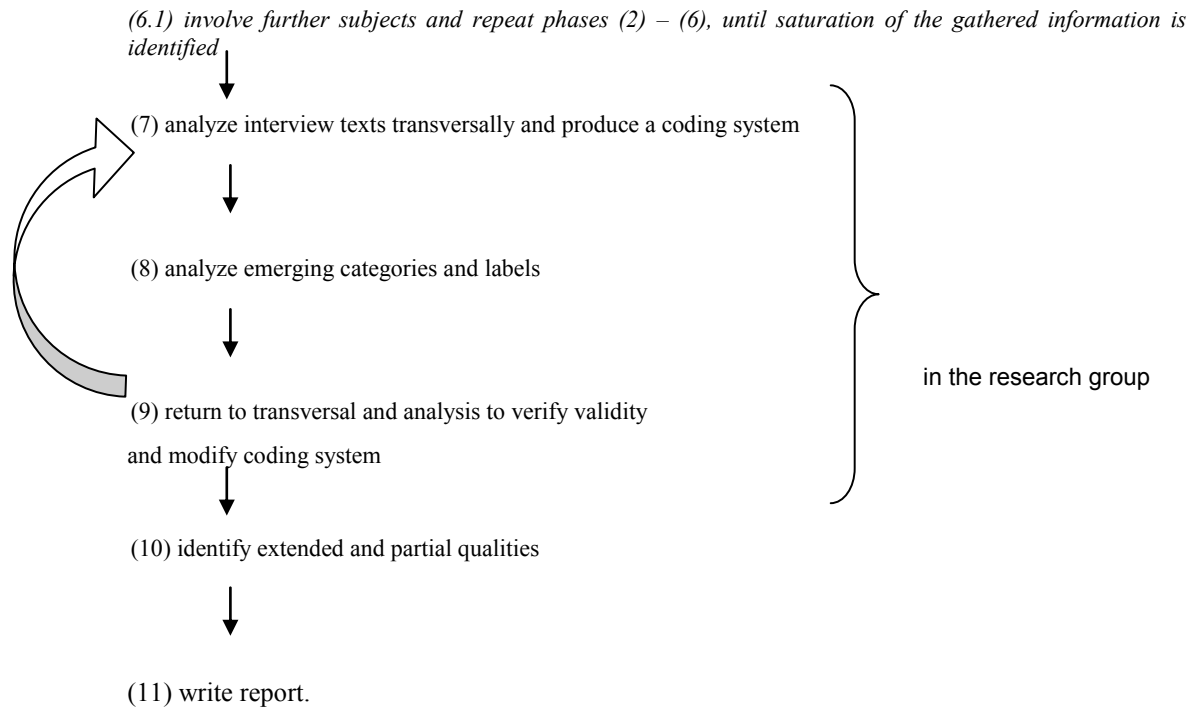 (6.1) involve further subjects and repeat phases (2) – (6), until saturation of the gathered information is
identified
(7) analyze interview texts transversally and produce a coding system
(8) analyze emerging categories and labels
in the research group
(9) return to transversal and analysis to verify validity
and modify coding system
(10) identify extended and partial qualities
(11) write report.